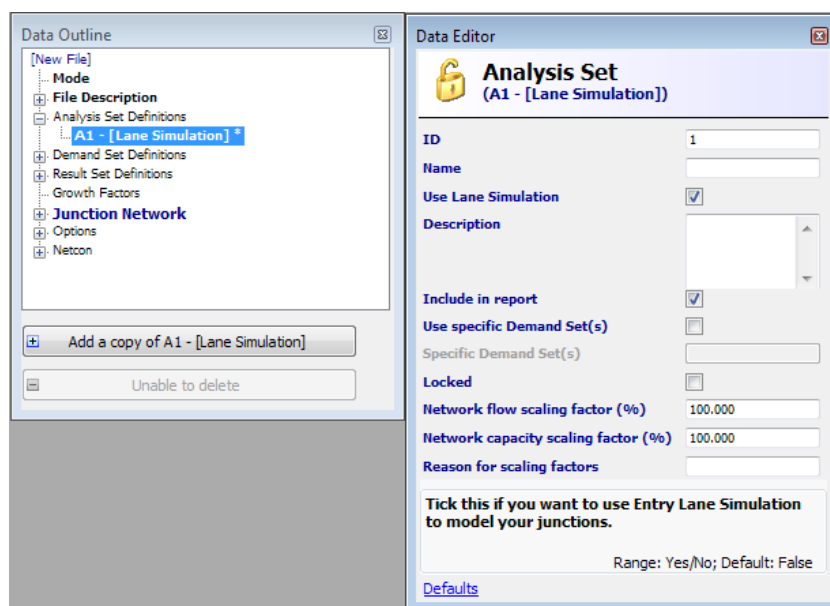 Data Outline
[New File]
Mode
File Description
Analysis Set Definitions
A1 - [Lane Simulation] *
Demand Set Definitions
Result Set Definitions
Growth Factors
Junction Network
Options
Netcon
Add a copy of A1 - [Lane Simulation]
Unable to delete
Data Editor
Analysis Set
(A1 - [Lane Simulation])
ID 1
Name
Use Lane Simulation
Description
Include in report
Use specific Demand Set(s)
Specific Demand Set(s)
Locked
Network flow scaling factor (%) 100.000
Network capacity scaling factor (%) 100.000
Reason for scaling factors
Tick this if you want to use Entry Lane Simulation
to model your junctions.
Range: Yes/No; Default: False
Defaults